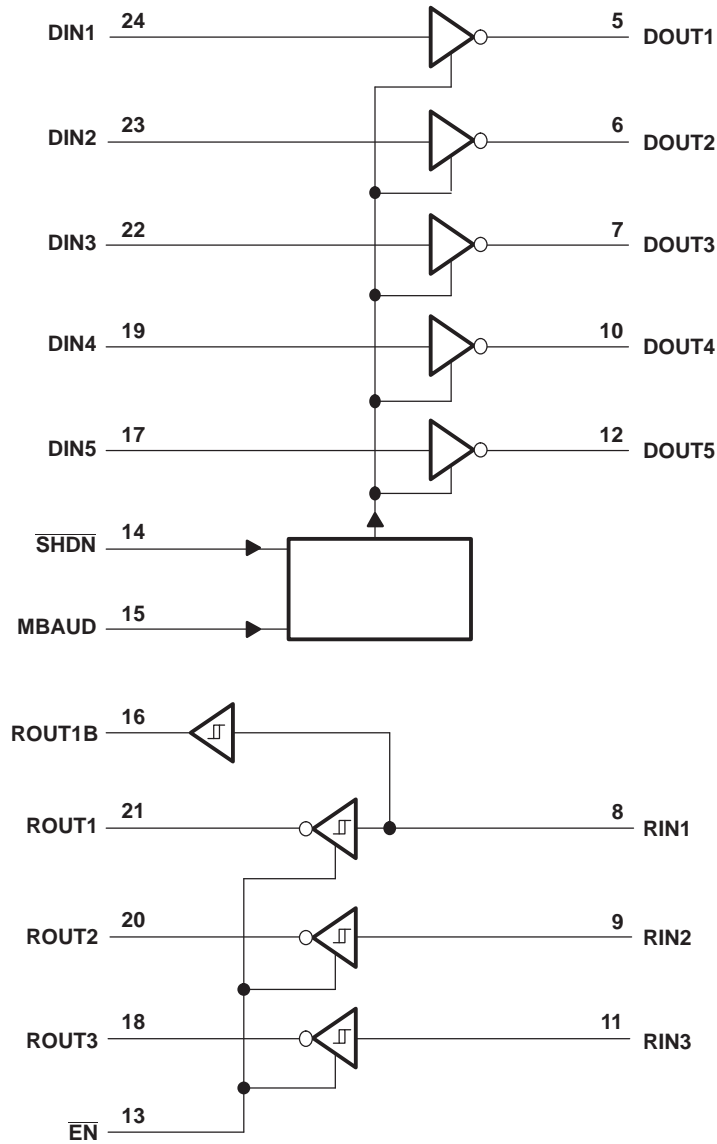 DIN1 24 5 DOUT1
DIN2 23 6 DOUT2
DIN3 22 7 DOUT3
DIN4 19 10 DOUT4
DIN5 17 12 DOUT5
S̅H̅D̅N̅ 14
MBAUD 15
ROUT1B 16
ROUT1 21 8 RIN1
ROUT2 20 9 RIN2
ROUT3 18 11 RIN3
E̅N̅ 13